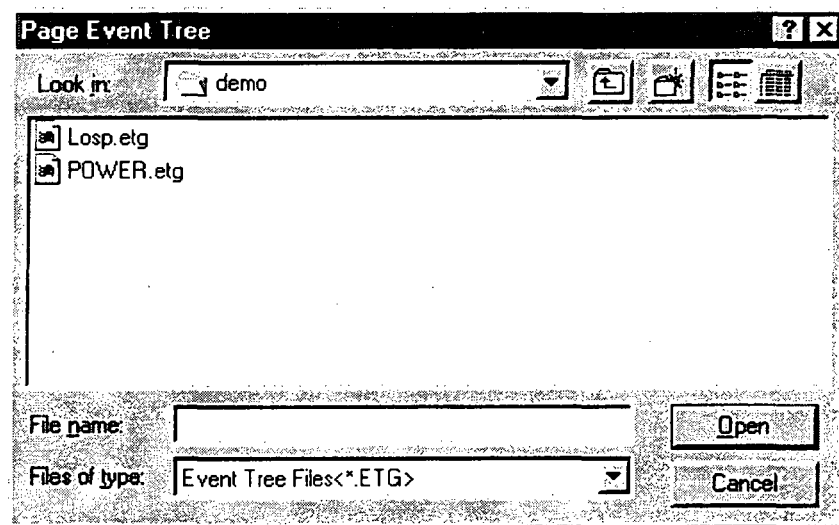 Page Event Tree
Look in: demo
Losp.etg
POWER.etg
File name: Open
Files of type: Event Tree Files<*.ETG> Cancel